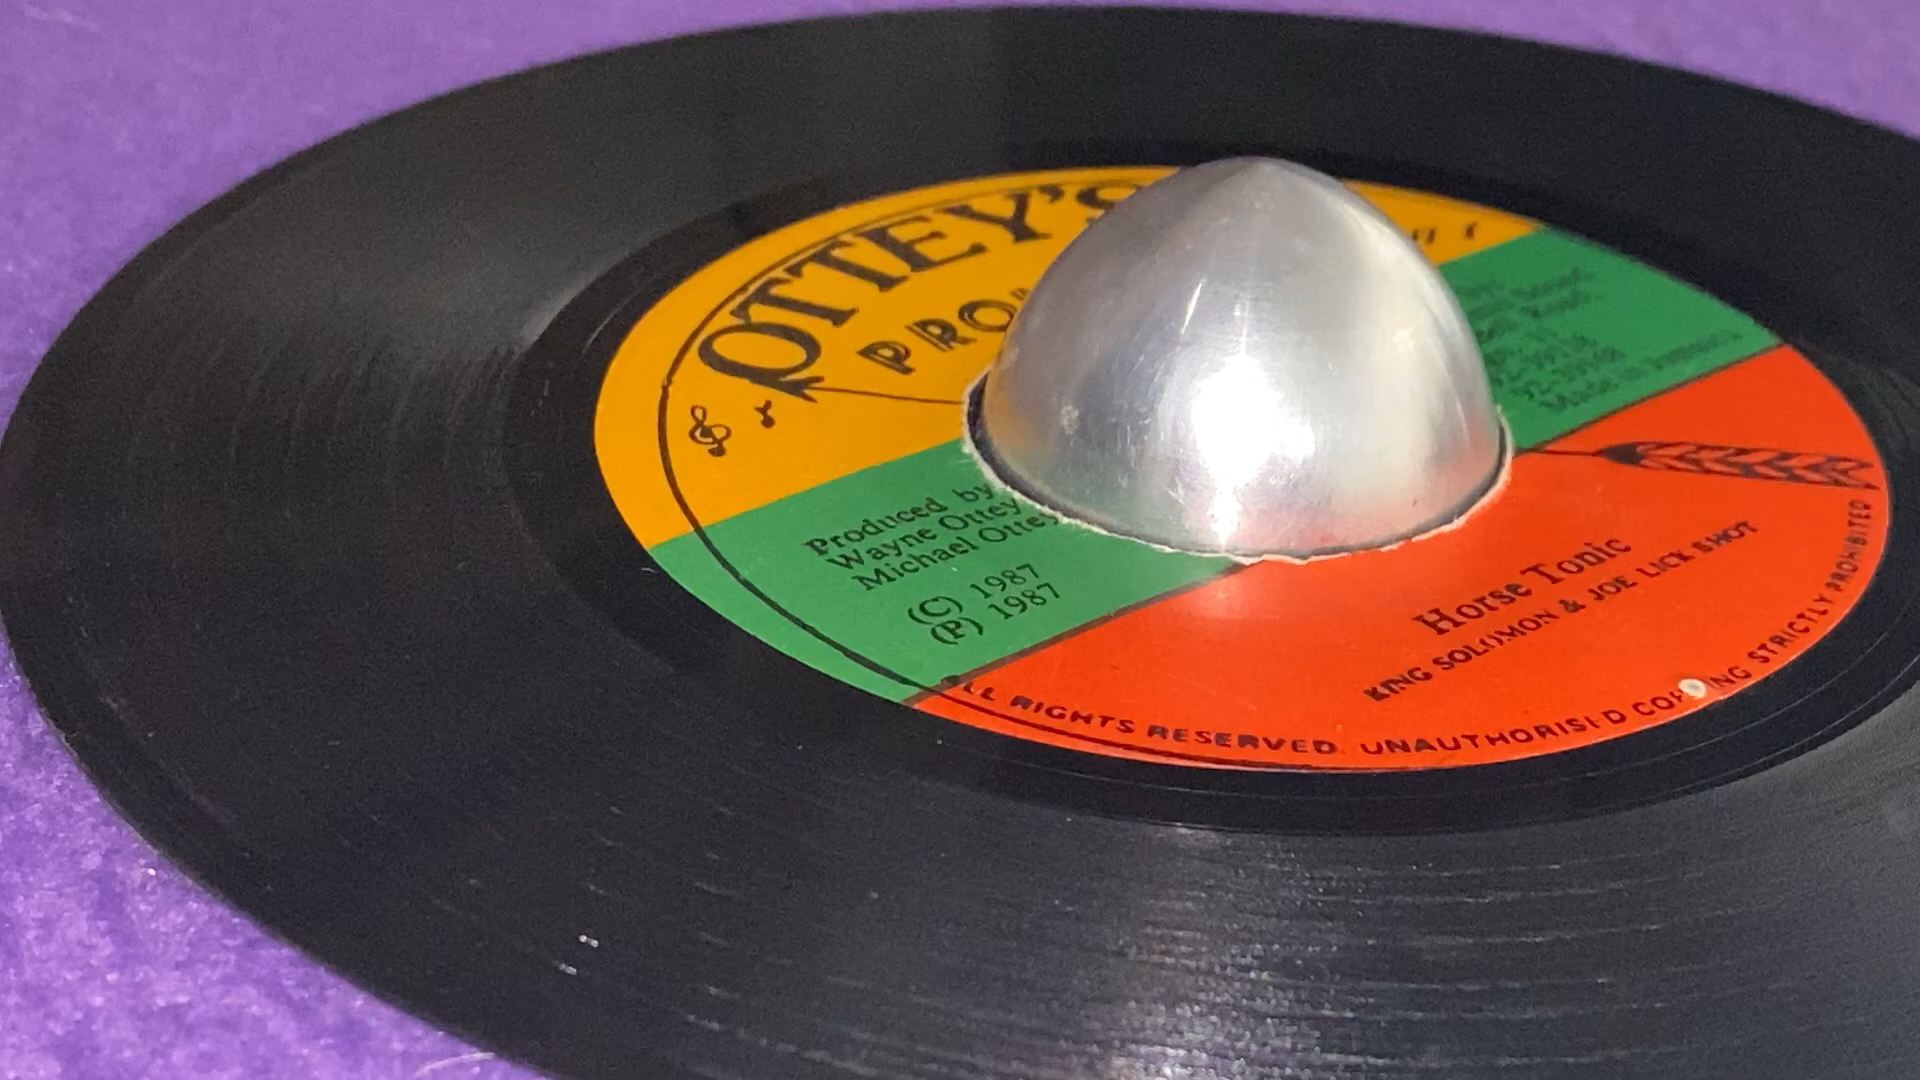 OTTEY'S
Produced by
Wayne Ottey
Michael Ottey
(C) 1987
(P) 1987
Made in Jamaica
Horse Tonic
KING SOLOMON & JOE LICK SHOT
ALL RIGHTS RESERVED. UNAUTHORISED COPYING STRICTLY PROHIBITED